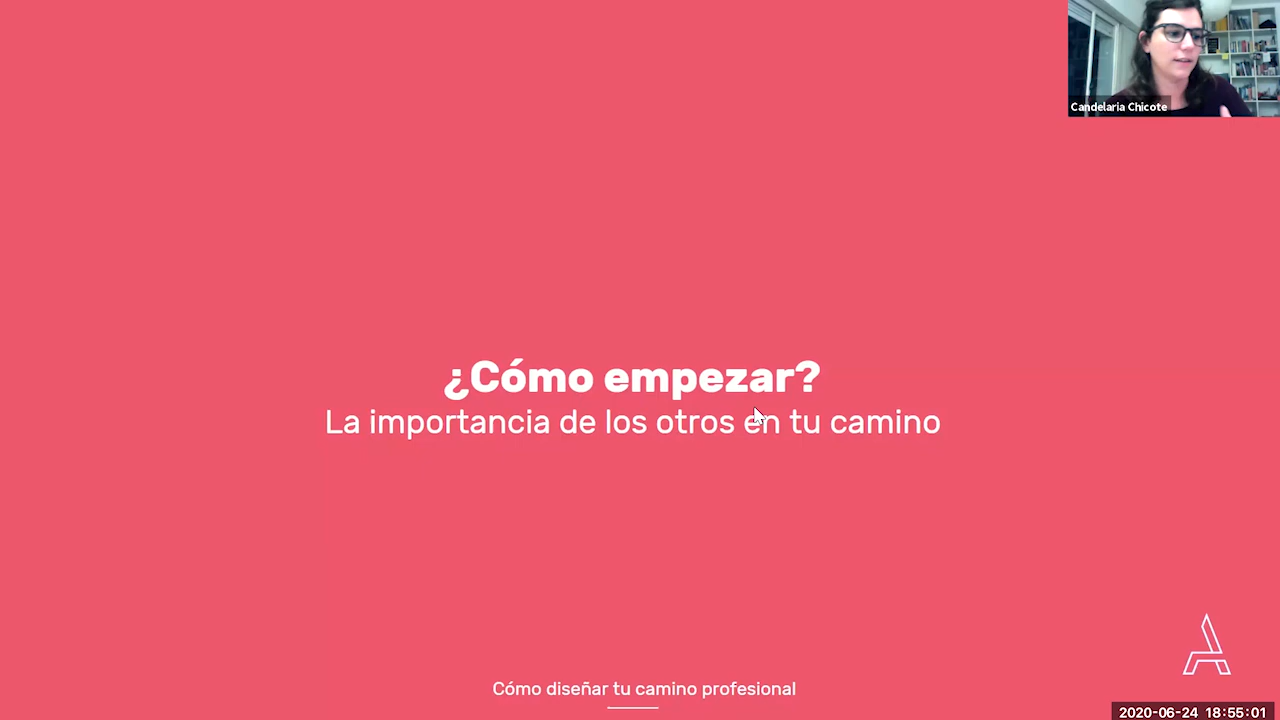 Candelaria Chicote
¿Cómo empezar?
La importancia de los otros en tu camino
Cómo diseñar tu camino profesional
2020-06-24 18:55:01